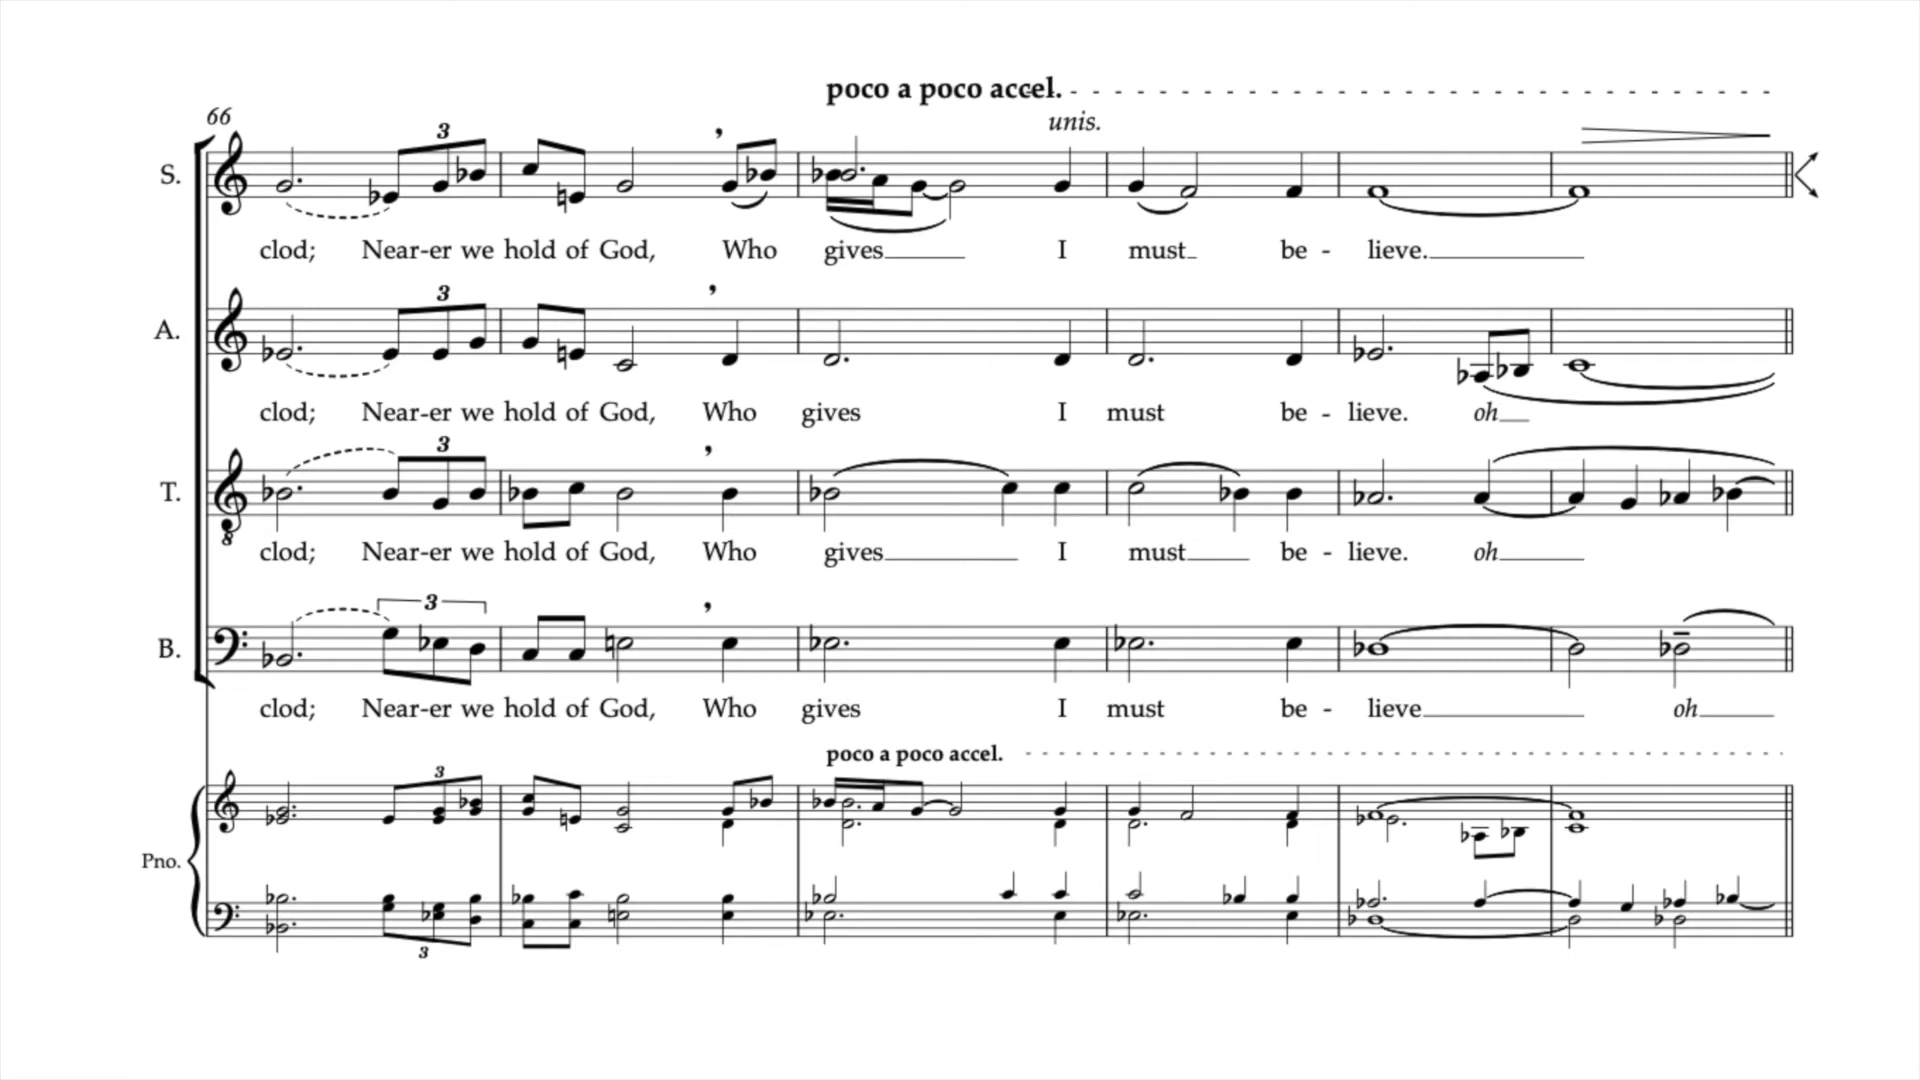 poco a poco accel.
66
unis.
3
S.
clod; Near-er we hold of God, Who gives I must be - lieve.
3
A.
clod; Near-er we hold of God, Who gives I must be - lieve. oh
3
T.
8
clod; Near-er we hold of God, Who gives I must be - lieve. oh
3
B.
clod; Near-er we hold of God, Who gives I must be - lieve oh
poco a poco accel.
3
Pno.
3